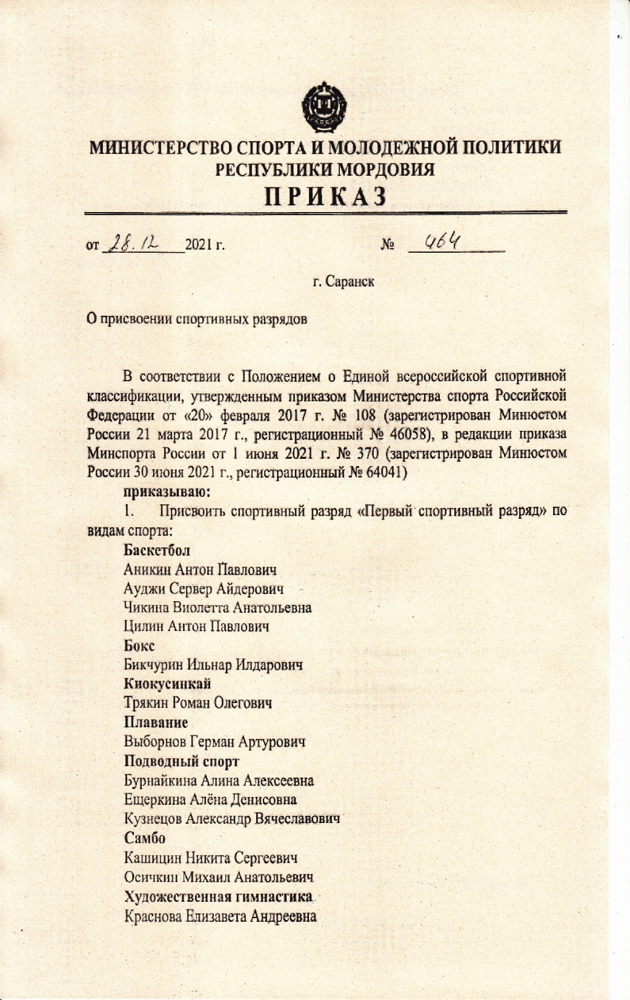 МИНИСТЕРСТВО СПОРТА И МОЛОДЕЖНОЙ ПОЛИТИКИ
РЕСПУБЛИКИ МОРДОВИЯ
ПРИКАЗ
от 28.12 2021 г. № 464
г. Саранск
О присвоении спортивных разрядов
В соответствии с Положением о Единой всероссийской спортивной
классификации, утвержденным приказом Министерства спорта Российской
Федерации от «20» февраля 2017 г. № 108 (зарегистрирован Минюстом
России 21 марта 2017 г., регистрационный № 46058), в редакции приказа
Минспорта России от 1 июня 2021 г. № 370 (зарегистрирован Минюстом
России 30 июня 2021 г., регистрационный № 64041)
приказываю:
1. Присвоить спортивный разряд «Первый спортивный разряд» по
видам спорта:
Баскетбол
Аникин Антон Павлович
Ауджи Сервер Айдерович
Чикина Виолетта Анатольевна
Цилин Антон Павлович
Бокс
Бикчурин Ильнар Илдарович
Киокусинкай
Трякин Роман Олегович
Плавание
Выборнов Герман Артурович
Подводный спорт
Бурнайкина Алина Алексеевна
Ещеркина Алёна Денисовна
Кузнецов Александр Вячеславович
Самбо
Кашицин Никита Сергеевич
Осичкин Михаил Анатольевич
Художественная гимнастика
Краснова Елизавета Андреевна